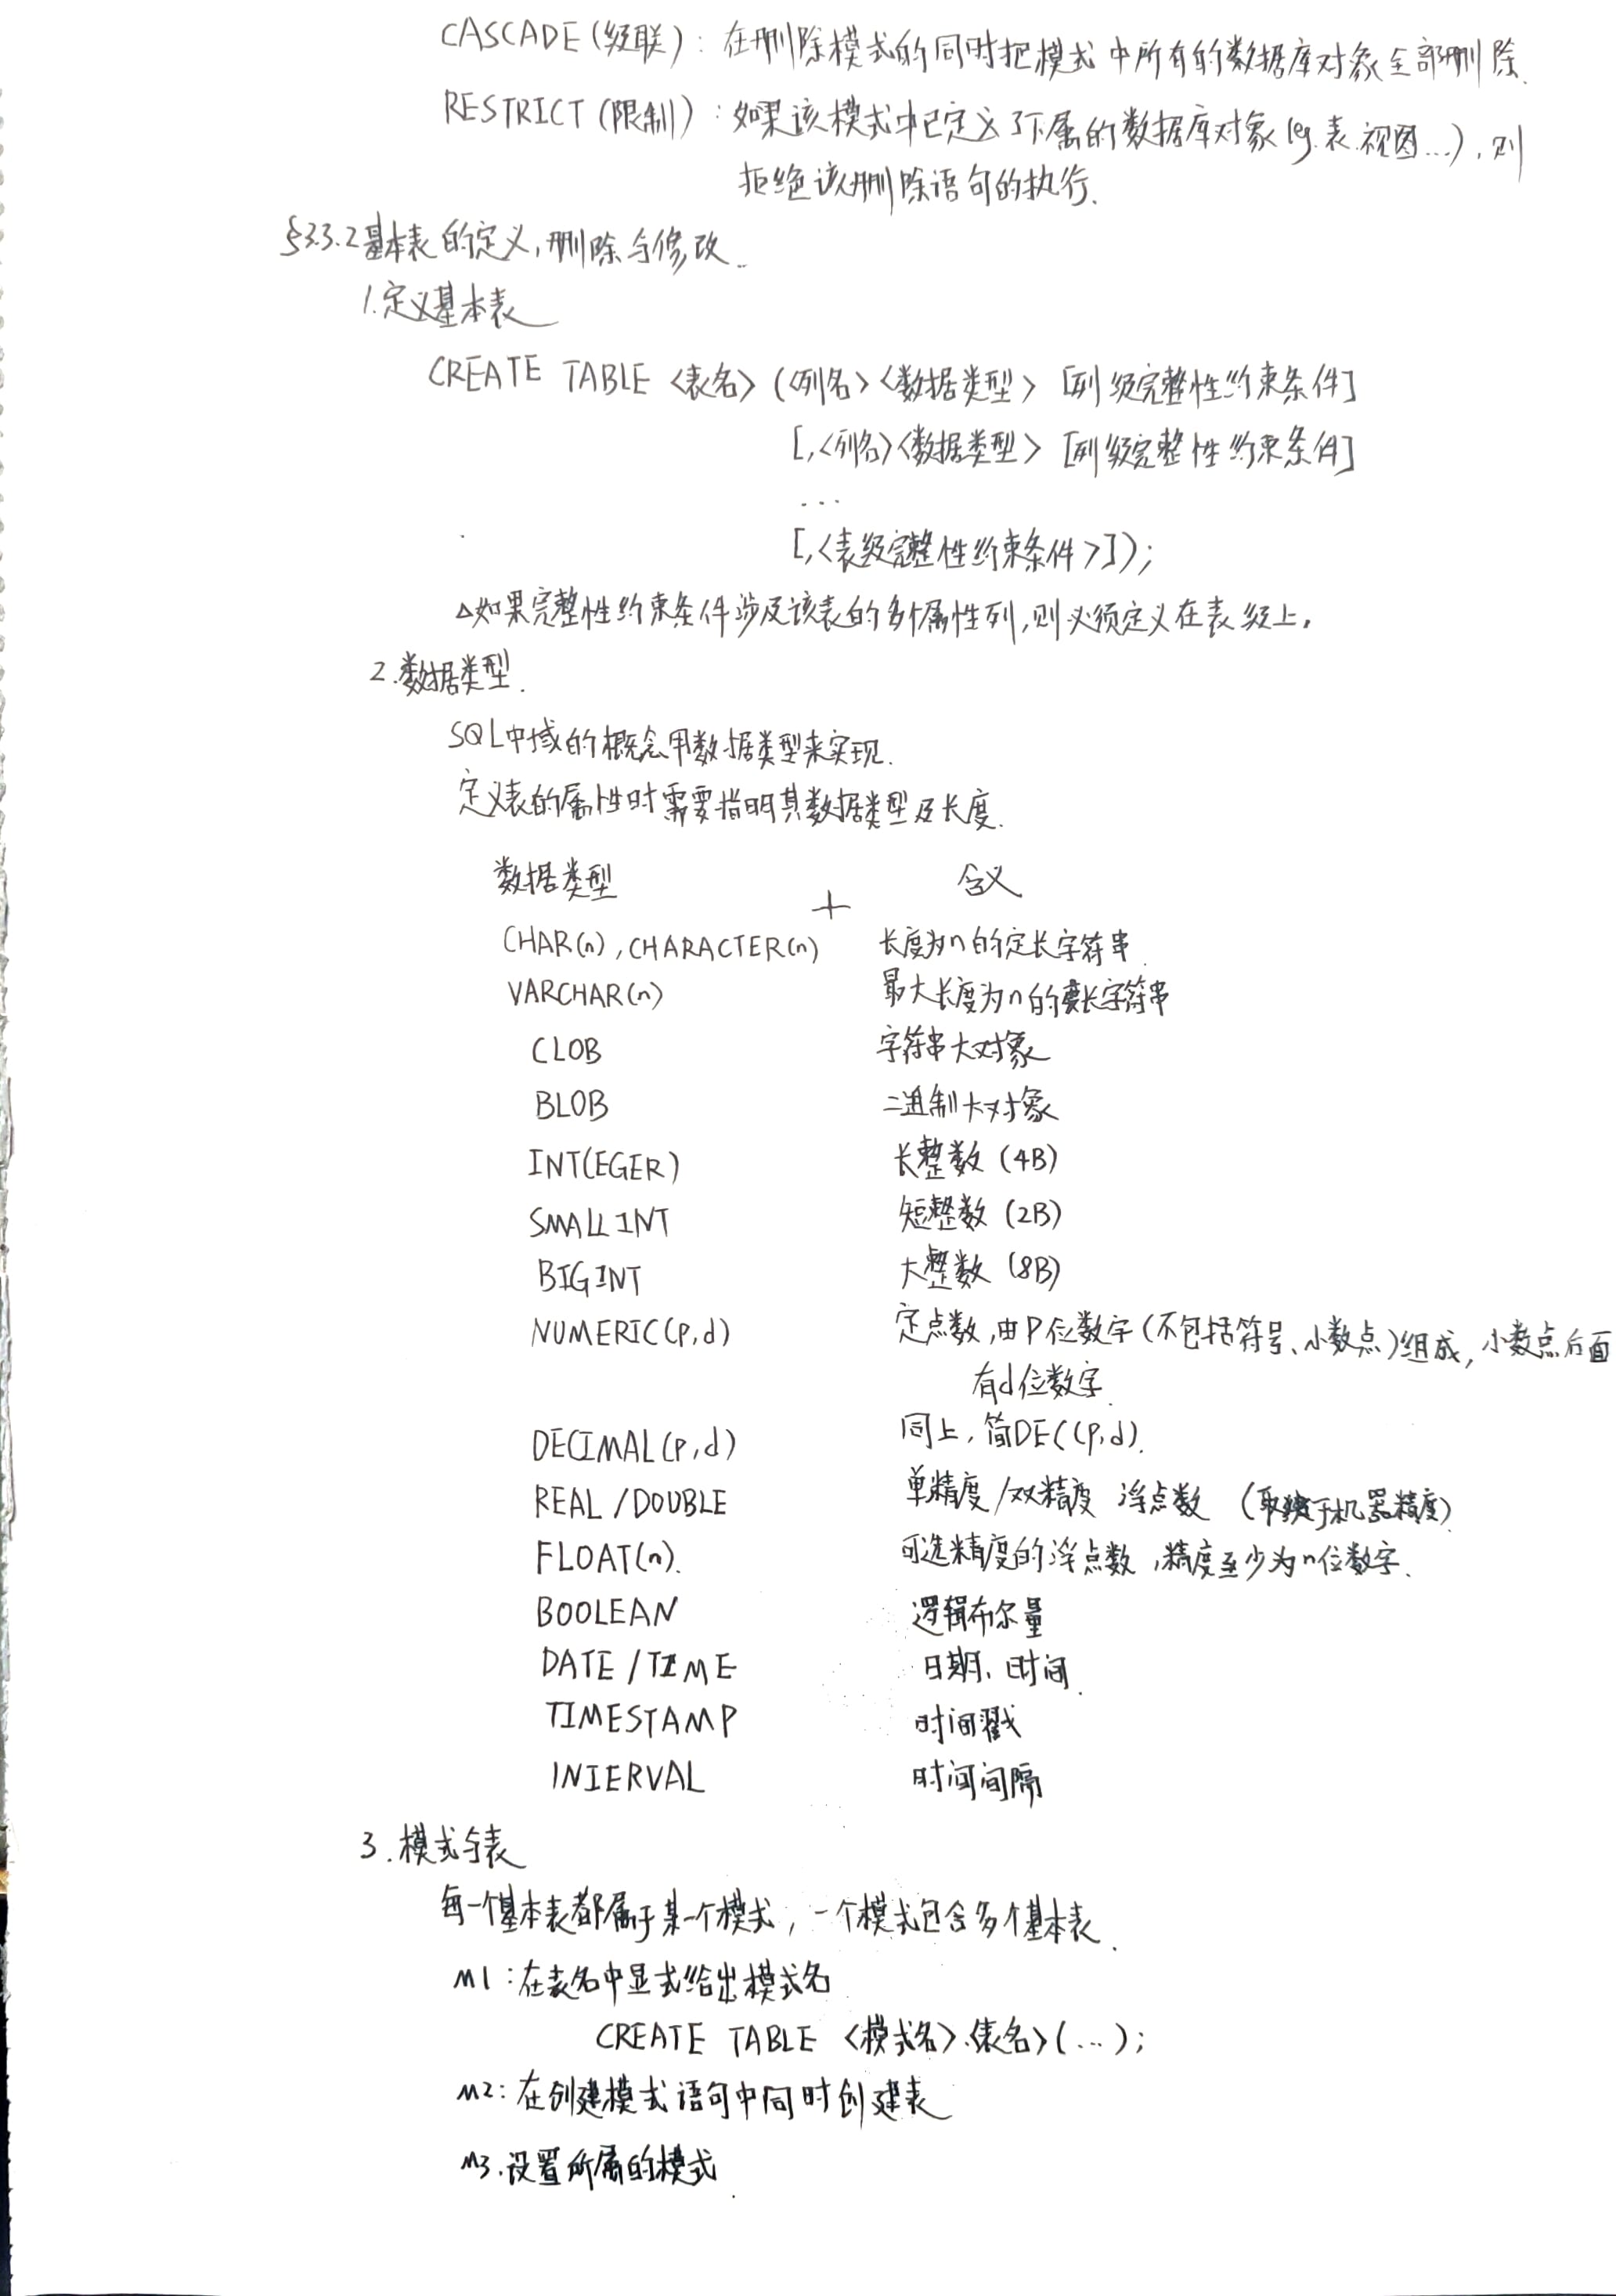 CASCADE(级联)：在删除模式的同时把模式中所有的数据库对象全部删除.
RESTRICT(限制)：如果该模式中已定义了下属的数据库对象(eg.表.视图...),则
拒绝该删除语句的执行.
§3.3.2基本表的定义,删除与修改
1.定义基本表
CREATE TABLE <表名> (<列名><数据类型> [列级完整性约束条件]
[,<列名><数据类型> [列级完整性约束条件]
...
[,<表级完整性约束条件>]);
△如果完整性约束条件涉及该表的多个属性列,则必须定义在表级上。
2.数据类型.
SQL中域的概念用数据类型来实现.
定义表的属性时需要指明其数据类型及长度.
数据类型 含义
CHAR(n),CHARACTER(n) 长度为n的定长字符串.
VARCHAR(n) 最大长度为n的变长字符串
CLOB 字符串大对象
BLOB 二进制大对象
INT(EGER) 长整数 (4B)
SMALLINT 短整数 (2B)
BIGINT 大整数 (8B)
NUMERIC(p,d) 定点数,由P位数字(不包括符号、小数点)组成,小数点后面
有d位数字.
DECIMAL(p,d) 同上,简DEC(p,d).
REAL/DOUBLE 单精度/双精度 浮点数 (取决于机器精度)
FLOAT(n). 可选精度的浮点数,精度至少为n位数字.
BOOLEAN 逻辑布尔量
DATE/TIME 日期、时间.
TIMESTAMP 时间戳
INIERVAL 时间间隔
3.模式与表
每一个基本表都属于某一个模式,一个模式包含多个基本表.
M1:在表名中显式给出模式名
CREATE TABLE <模式名>.<表名>(...);
M2:在创建模式语句中同时创建表
M3.设置所属的模式.